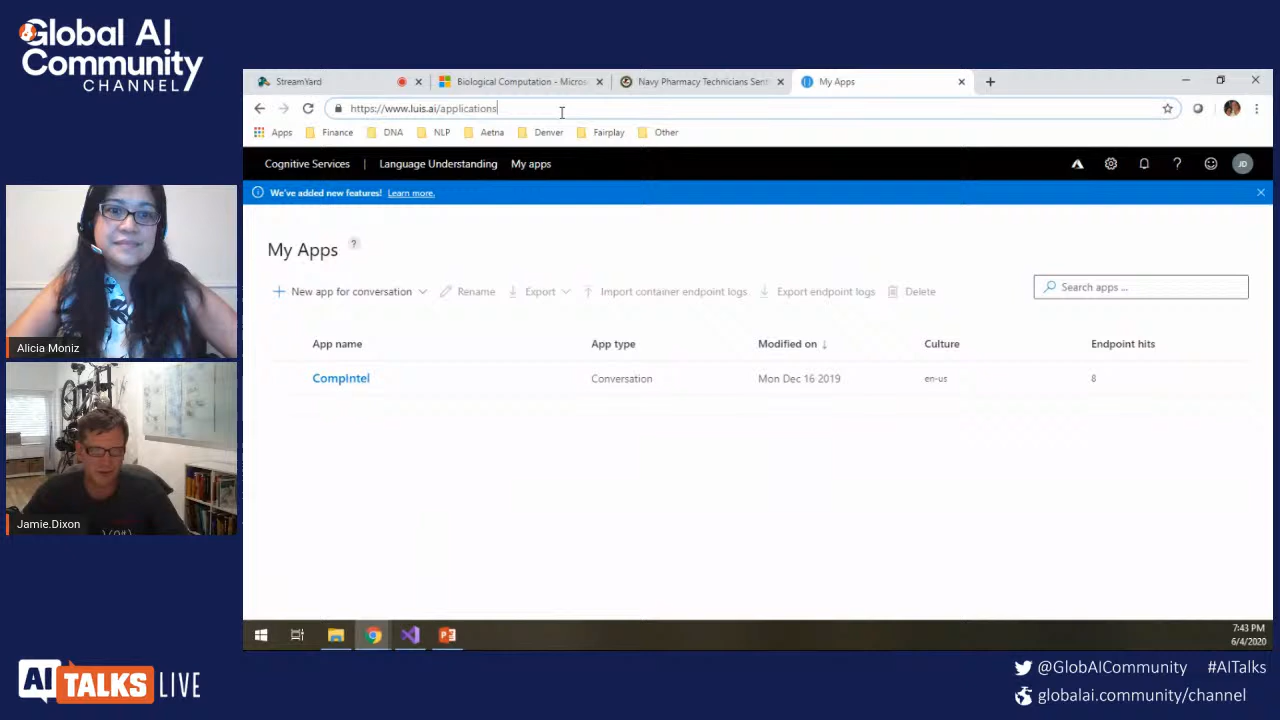 Global AI
Community
CHANNEL
StreamYard
Biological Computation - Micros
Navy Pharmacy Technicians Sent
My Apps
https://www.luis.ai/applications
Apps
Finance
DNA
NLP
Aetna
Denver
Fairplay
Other
Cognitive Services | Language Understanding My apps
JD
We've added new features! Learn more.
My Apps ?
New app for conversation
Rename
Export
Import container endpoint logs
Export endpoint logs
Delete
Search apps ...
App name App type Modified on ↓ Culture Endpoint hits
CompIntel Conversation Mon Dec 16 2019 en-us 8
Alicia Moniz
Jamie.Dixon
7:43 PM
6/4/2020
AI TALKS LIVE
@GlobAICommunity #AITalks
globalai.community/channel